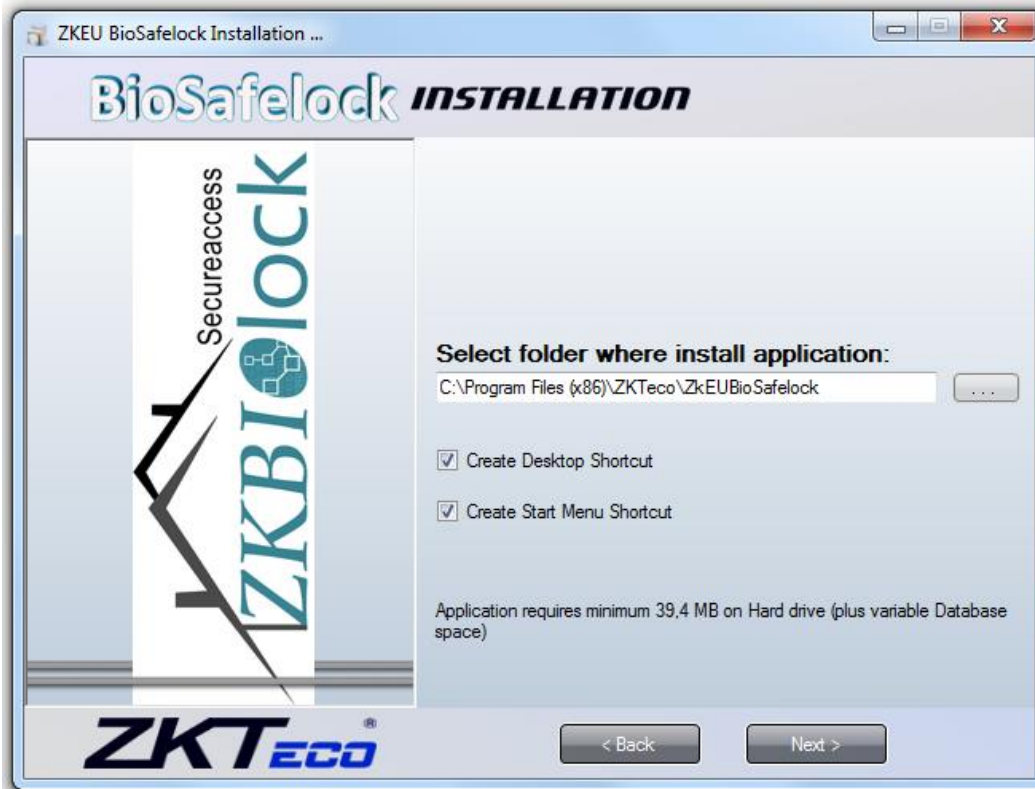 ZKEU BioSafelock Installation ...
BioSafelock INSTALLATION
Secureaccess
ZKBIOlock
Select folder where install application:
C:\Program Files (x86)\ZKTeco\ZkEUBioSafelock
...
Create Desktop Shortcut
Create Start Menu Shortcut
Application requires minimum 39,4 MB on Hard drive (plus variable Database
space)
ZKTECO®
< Back
Next >